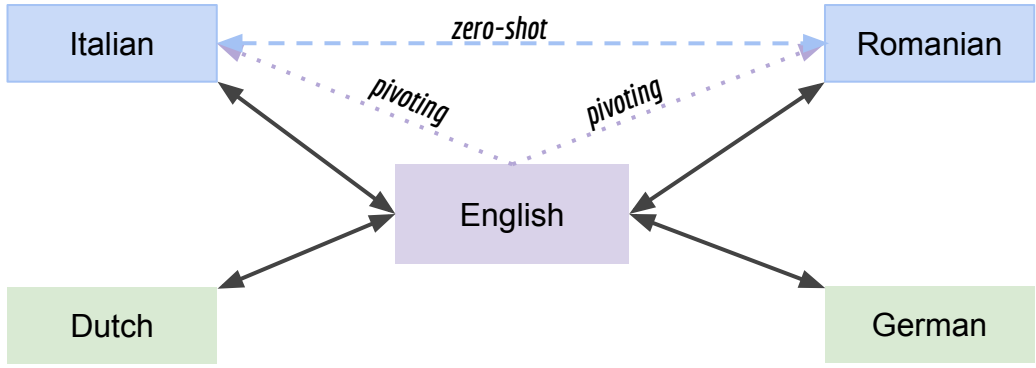 Italian
zero-shot
Romanian
pivoting
pivoting
English
Dutch
German